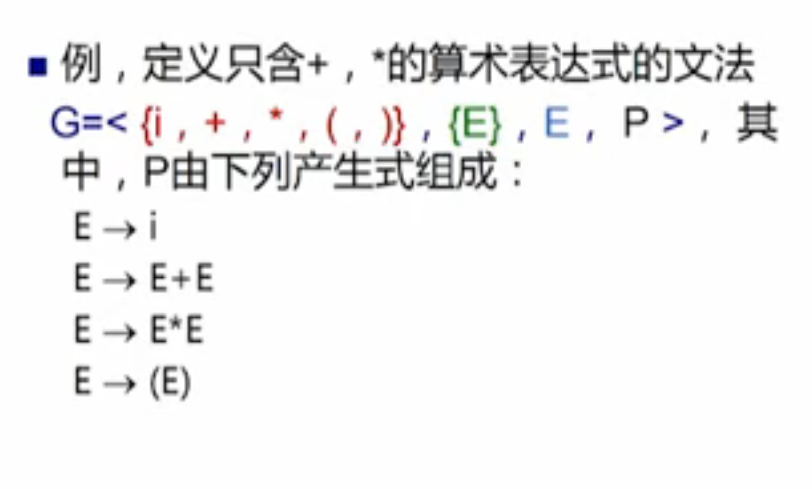 ■ 例，定义只含+，*的算术表达式的文法
G=< {i，+，*，(，)}，{E}，E， P >，其
中，P由下列产生式组成：
E → i
E → E+E
E → E*E
E → (E)